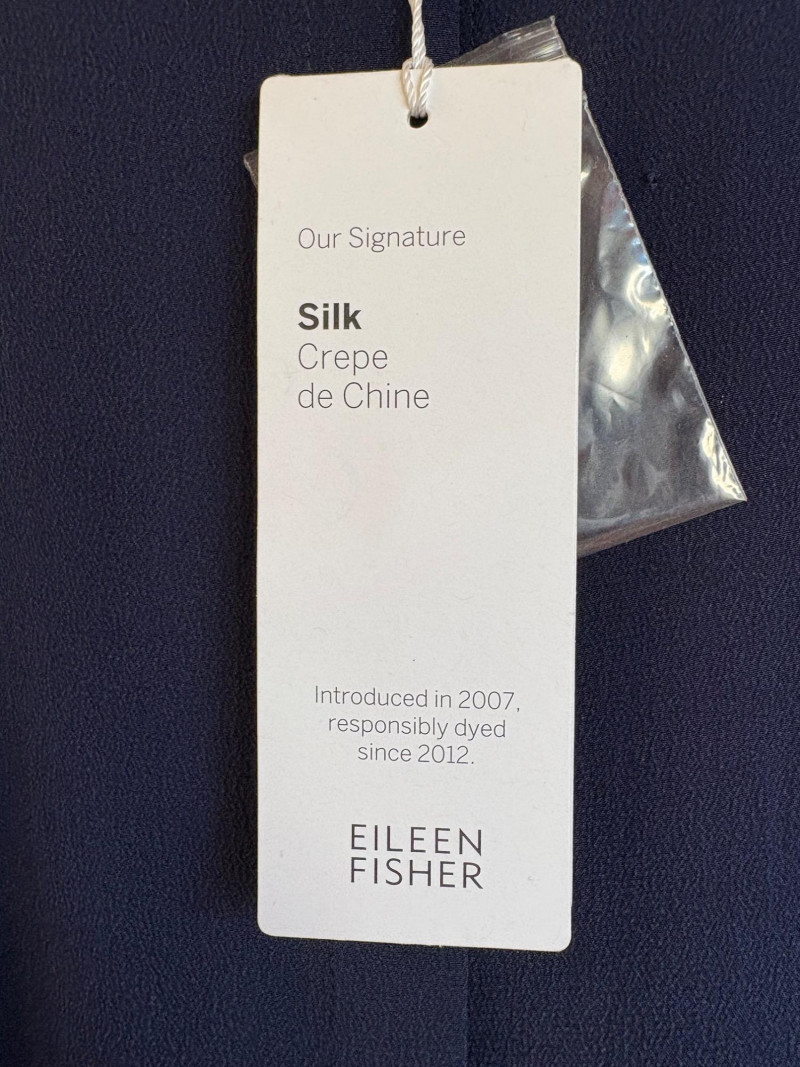 Our Signature
Silk
Crepe
de Chine
Introduced in 2007,
responsibly dyed
since 2012.
EILEEN
FISHER